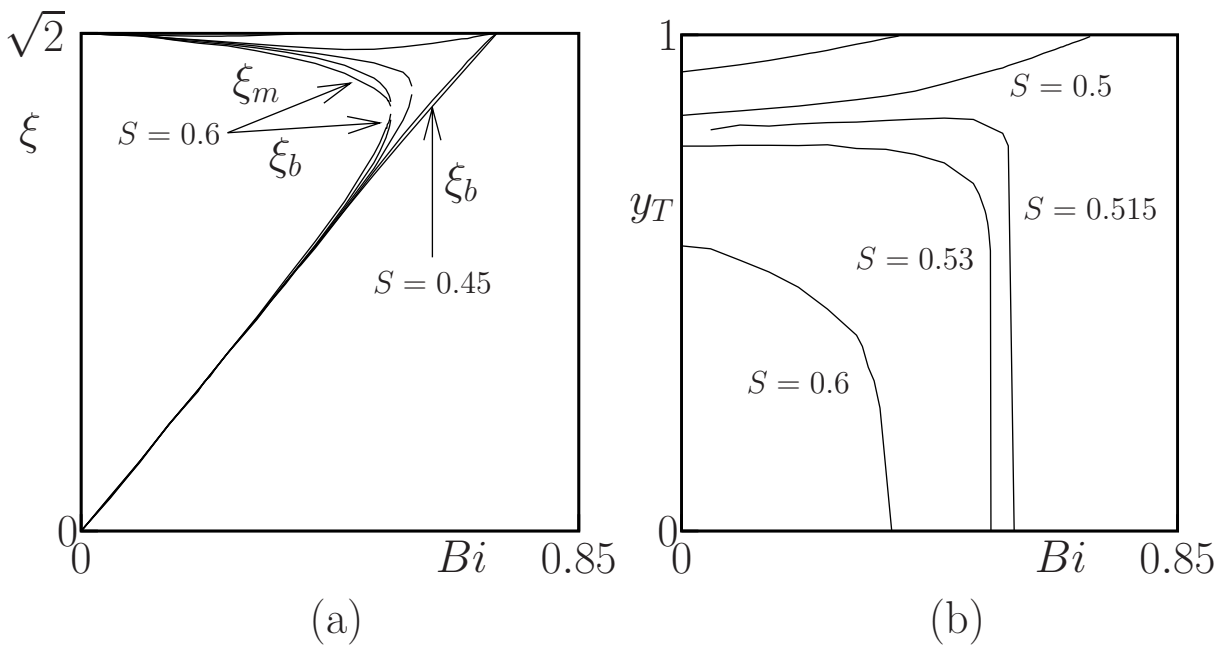 √2
ξ
ξ_m
S = 0.6
ξ_b
ξ_b
S = 0.45
0
0
Bi
0.85
(a)
1
S = 0.5
y_T
S = 0.515
S = 0.53
S = 0.6
0
0
Bi
0.85
(b)